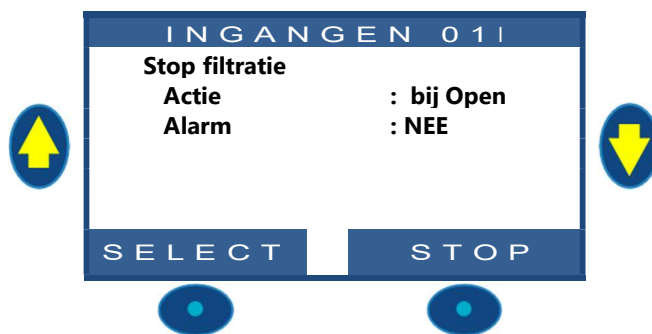 INGANGEN 01|
Stop filtratie
Actie : bij Open
Alarm : NEE
SELECT STOP